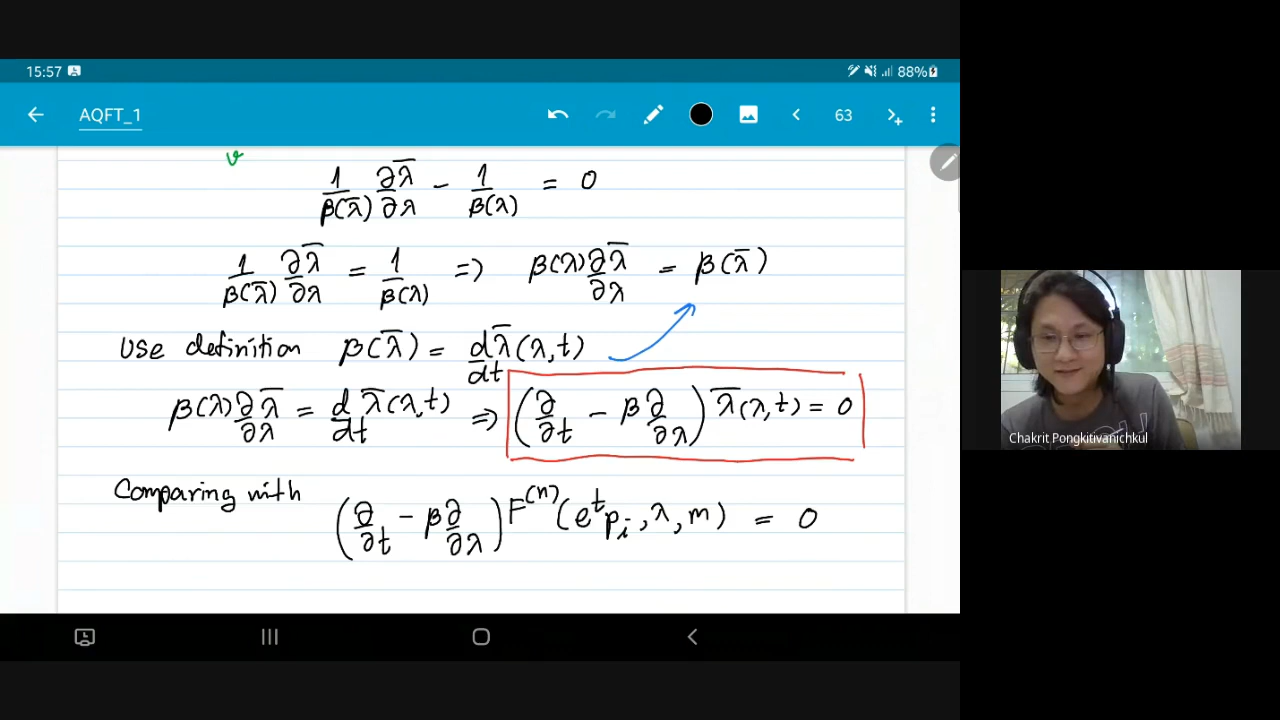 15:57 88%
AQFT_1 63
1/β(λ̄) ∂λ̄/∂λ − 1/β(λ) = 0
1/β(λ̄) ∂λ̄/∂λ = 1/β(λ) => β(λ)∂λ̄/∂λ = β(λ̄)
Use definition β(λ̄) = dλ̄/dt(λ,t)
β(λ)∂λ̄/∂λ = d/dt λ̄(λ,t) => (∂/∂t − β∂/∂λ) λ̄(λ,t) = 0
Comparing with (∂/∂t − β∂/∂λ) F⁽ⁿ⁾(eᵗpᵢ, λ, m) = 0
Chakrit Pongkitivanichkul